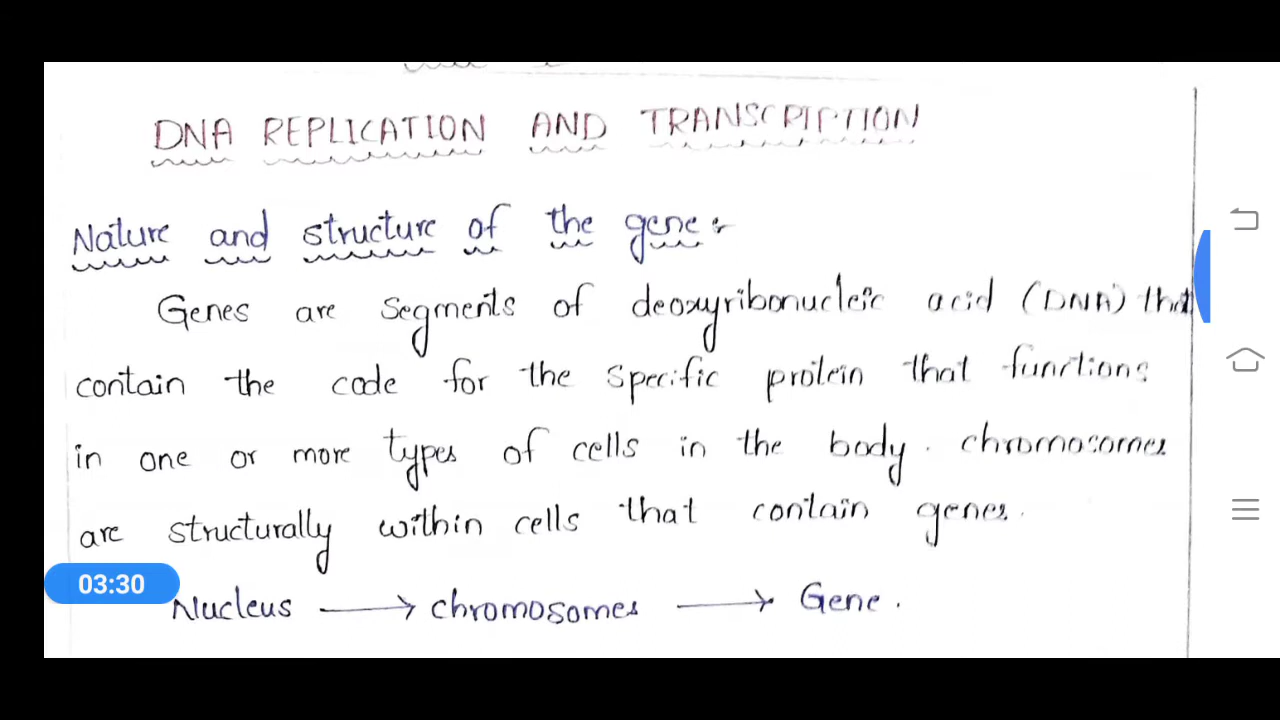 DNA REPLICATION AND TRANSCRIPTION
Nature and structure of the gene:
Genes are segments of deoxyribonucleic acid (DNA) that
contain the code for the specific protein that functions
in one or more types of cells in the body. chromosomes
are structurally within cells that contain genes.
03:30
Nucleus → chromosomes → Gene.